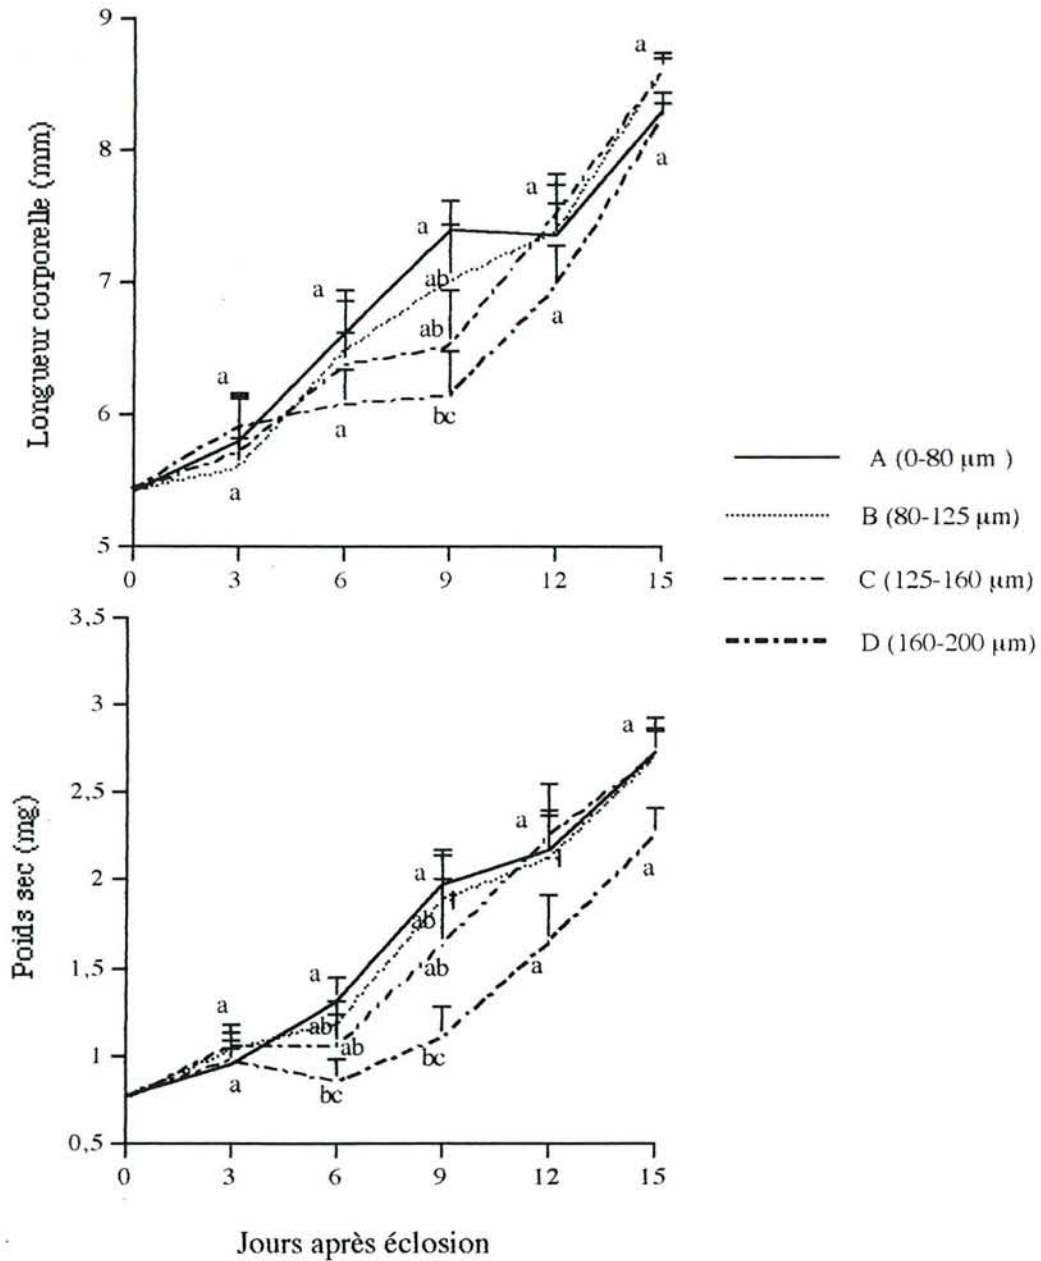 9
8
7
6
5
Longueur corporelle (mm)
a
a
a
a
a
ab
ab
bc
a
a
a
a
0 3 6 9 12 15
A (0-80 µm )
B (80-125 µm)
C (125-160 µm)
D (160-200 µm)
3,5
3
2,5
2
1,5
1
0,5
Poids sec (mg)
a
a
a
ab
ab
bc
a
ab
ab
bc
a
a
a
a
0 3 6 9 12 15
Jours après éclosion